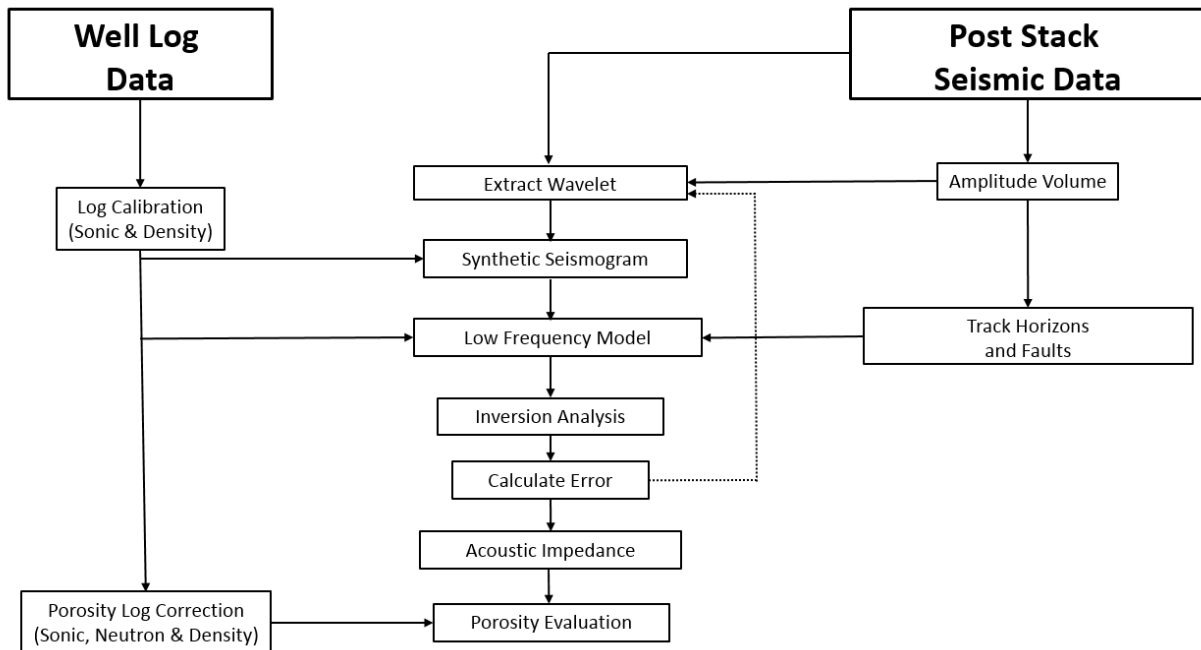 Well Log
Data
Post Stack
Seismic Data
Extract Wavelet
Amplitude Volume
Log Calibration
(Sonic & Density)
Synthetic Seismogram
Low Frequency Model
Track Horizons
and Faults
Inversion Analysis
Calculate Error
Acoustic Impedance
Porosity Log Correction
(Sonic, Neutron & Density)
Porosity Evaluation